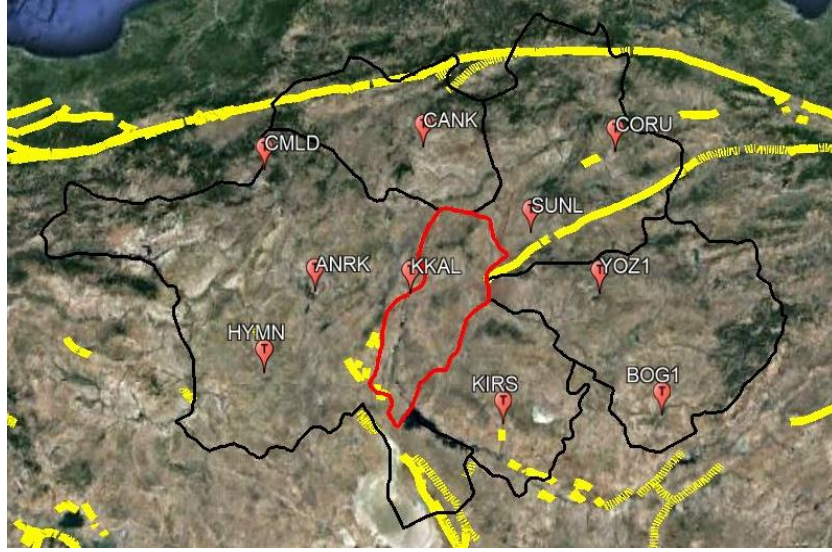 CANK
CORU
CMLD
SUNL
ANRK
KKAL
YOZ1
HYMN
KIRS
BOG1